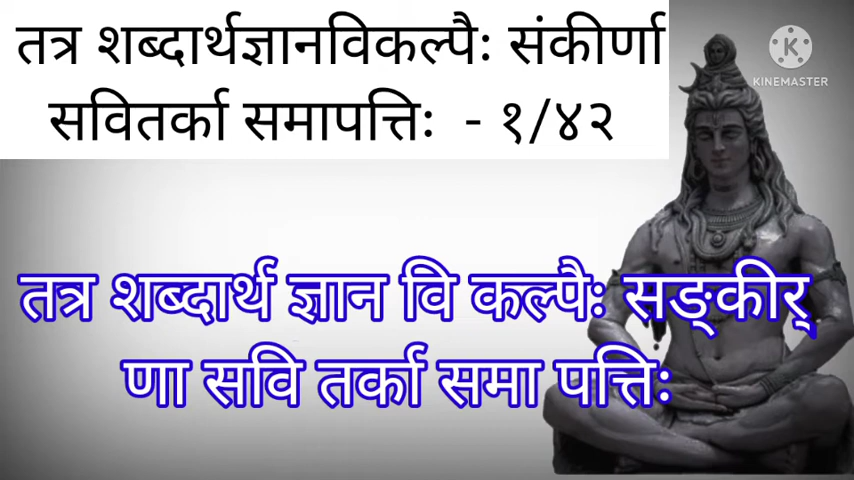 तत्र शब्दार्थज्ञानविकल्पैः संकीर्णा
सवितर्का समापत्तिः - १/४२
KINEMASTER
तत्र शब्दार्थ ज्ञान वि कल्पैः सङ्कीर्
णा सवि तर्का समा पत्तिः